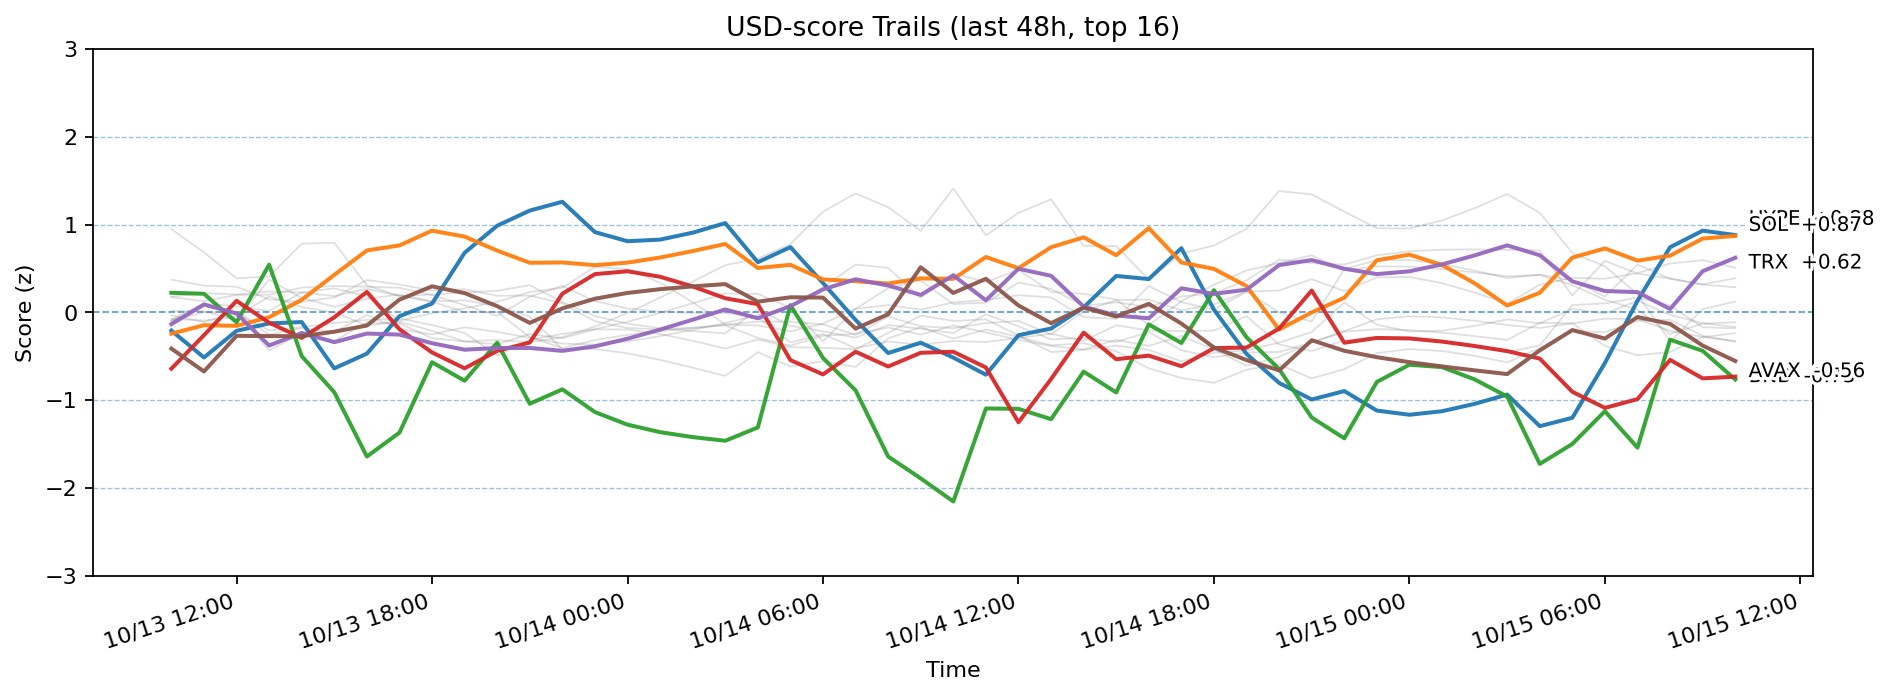 USD-score Trails (last 48h, top 16)
3
2
1
0
−1
−2
−3
Score (z)
SOL +0.87
TRX +0.62
AVAX -0.56
10/13 12:00
10/13 18:00
10/14 00:00
10/14 06:00
10/14 12:00
10/14 18:00
10/15 00:00
10/15 06:00
10/15 12:00
Time